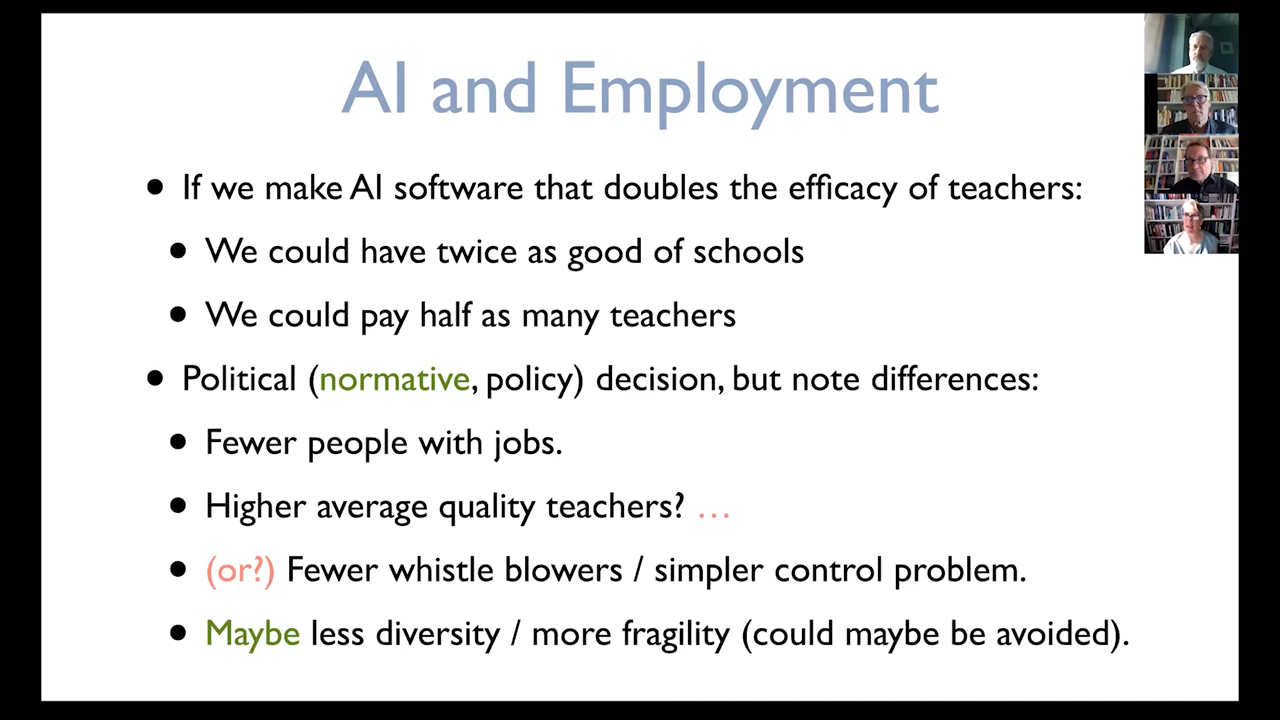 AI and Employment
• If we make AI software that doubles the efficacy of teachers:
• We could have twice as good of schools
• We could pay half as many teachers
• Political (normative, policy) decision, but note differences:
• Fewer people with jobs.
• Higher average quality teachers? …
• (or?) Fewer whistle blowers / simpler control problem.
• Maybe less diversity / more fragility (could maybe be avoided).